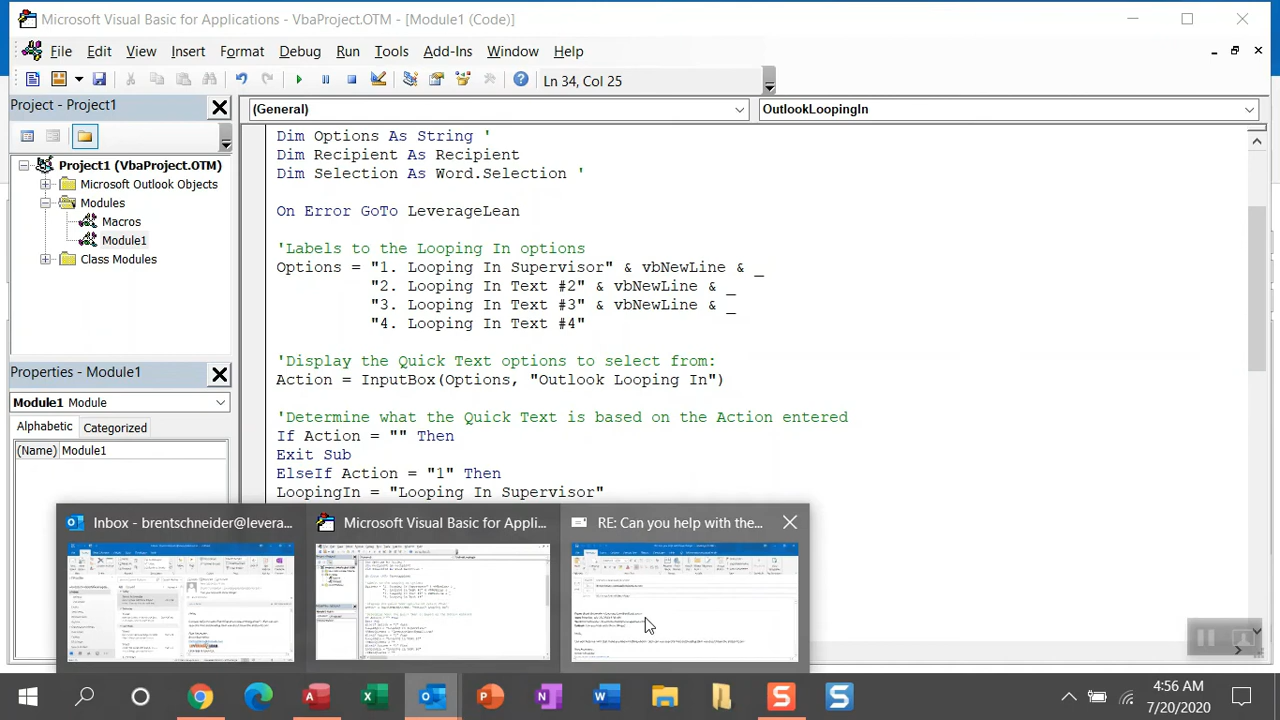 Microsoft Visual Basic for Applications - VbaProject.OTM - [Module1 (Code)]
File Edit View Insert Format Debug Run Tools Add-Ins Window Help
Ln 34, Col 25
Project - Project1
(General) OutlookLoopingIn
Project1 (VbaProject.OTM)
Microsoft Outlook Objects
Modules
Macros
Module1
Class Modules
Dim Options As String '
Dim Recipient As Recipient
Dim Selection As Word.Selection '
On Error GoTo LeverageLean
'Labels to the Looping In options
Options = "1. Looping In Supervisor" & vbNewLine & _
"2. Looping In Text #2" & vbNewLine & _
"3. Looping In Text #3" & vbNewLine & _
"4. Looping In Text #4"
'Display the Quick Text options to select from:
Action = InputBox(Options, "Outlook Looping In")
'Determine what the Quick Text is based on the Action entered
If Action = "" Then
Exit Sub
ElseIf Action = "1" Then
LoopingIn = "Looping In Supervisor"
Properties - Module1
Module1 Module
Alphabetic Categorized
(Name) Module1
Inbox - brentschneider@levera...
Microsoft Visual Basic for Appli...
RE: Can you help with the...
4:56 AM
7/20/2020